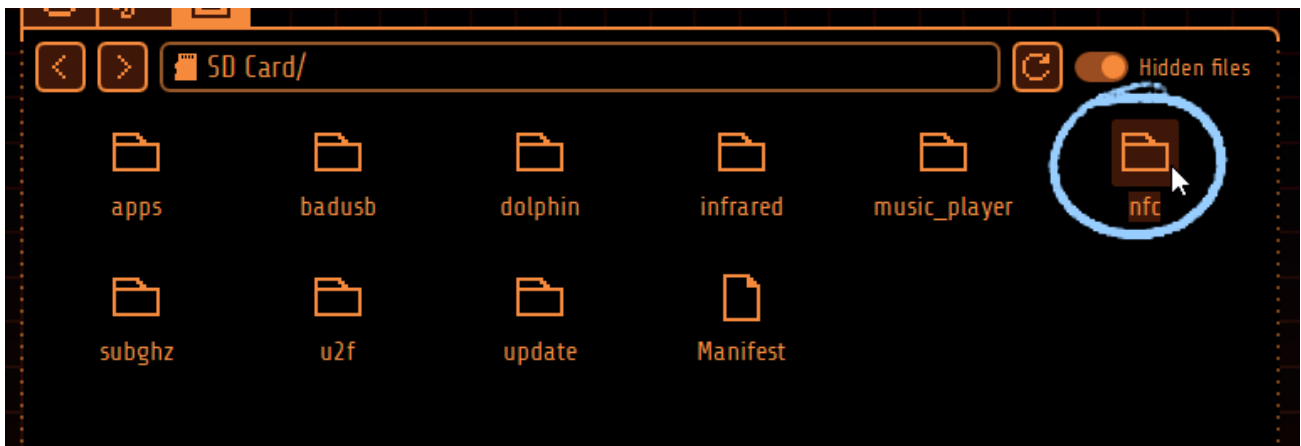 SD Card/
Hidden files
apps badusb dolphin infrared music_player nfc
subghz u2f update Manifest